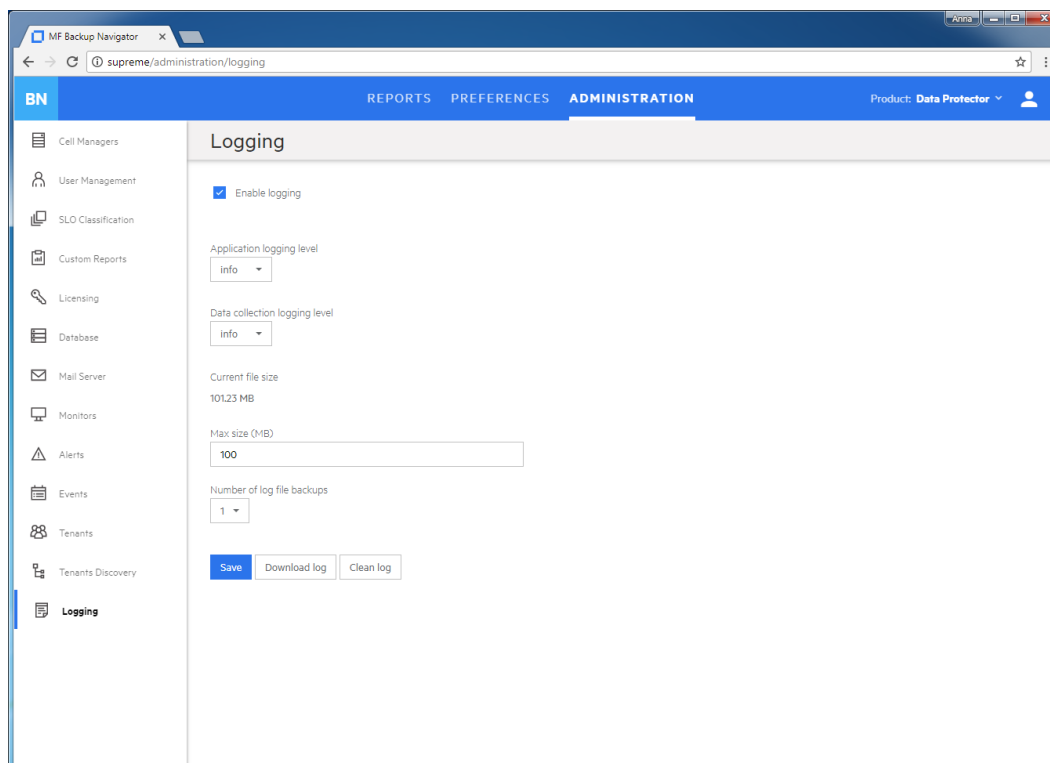 Anna
MF Backup Navigator
supreme/administration/logging
BN
REPORTS PREFERENCES ADMINISTRATION
Product: Data Protector
Cell Managers
User Management
SLO Classification
Custom Reports
Licensing
Database
Mail Server
Monitors
Alerts
Events
Tenants
Tenants Discovery
Logging
Logging
Enable logging
Application logging level
info
Data collection logging level
info
Current file size
101.23 MB
Max size (MB)
100
Number of log file backups
1
Save Download log Clean log